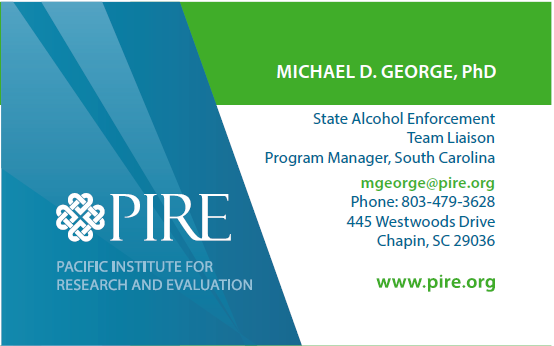 MICHAEL D. GEORGE, PhD
State Alcohol Enforcement
Team Liaison
Program Manager, South Carolina
mgeorge@pire.org
Phone: 803-479-3628
445 Westwoods Drive
Chapin, SC 29036
www.pire.org
PIRE
PACIFIC INSTITUTE FOR
RESEARCH AND EVALUATION